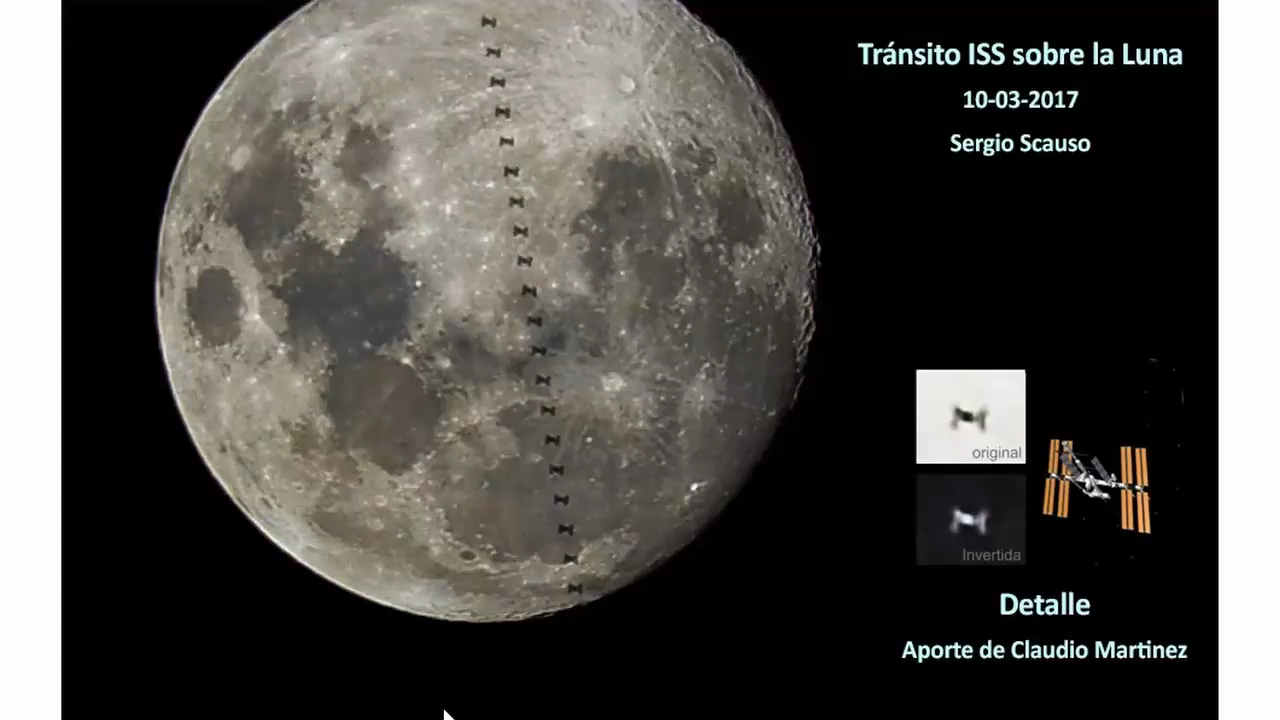 Tránsito ISS sobre la Luna
10-03-2017
Sergio Scauso
original
Invertida
Detalle
Aporte de Claudio Martinez